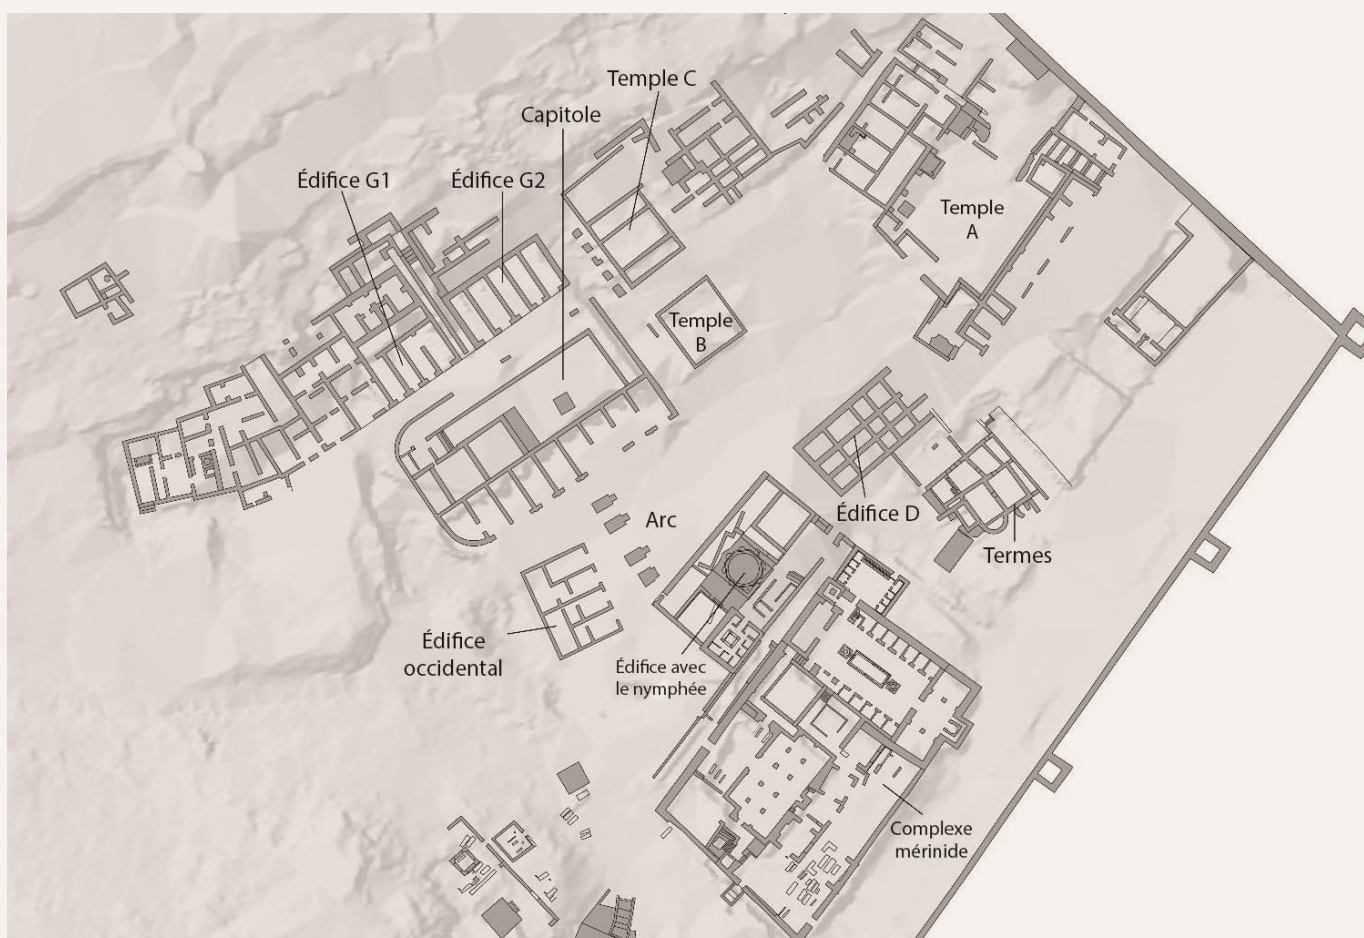 Temple C
Capitole
Édifice G1
Édifice G2
Temple
A
Temple
B
Arc
Édifice D
Termes
Édifice
occidental
Édifice avec
le nymphée
Complexe
mérinide